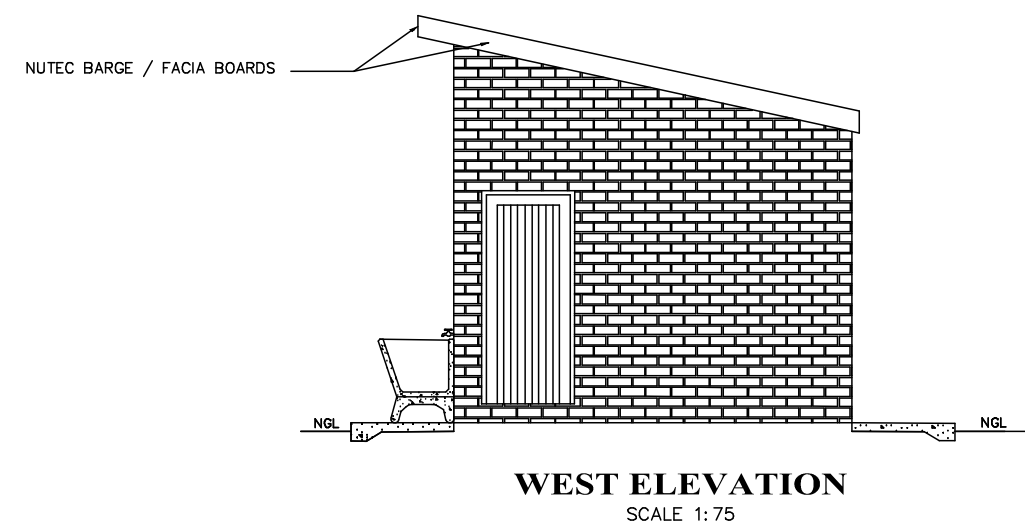 NUTEC BARGE / FACIA BOARDS
NGL
NGL
WEST ELEVATION
SCALE 1:75